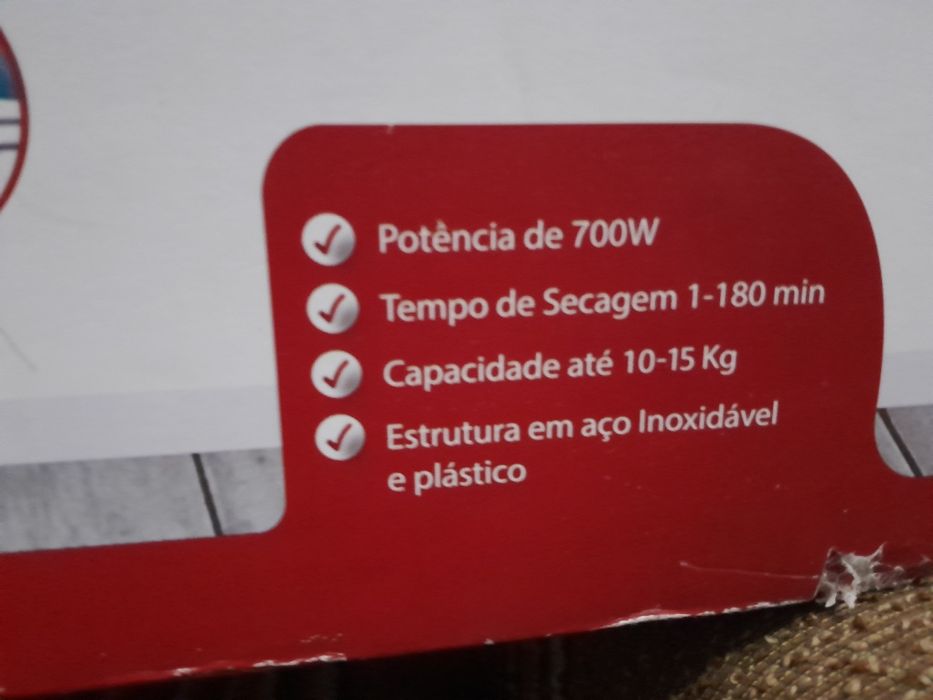 Potência de 700W
Tempo de Secagem 1-180 min
Capacidade até 10-15 Kg
Estrutura em aço Inoxidável
e plástico